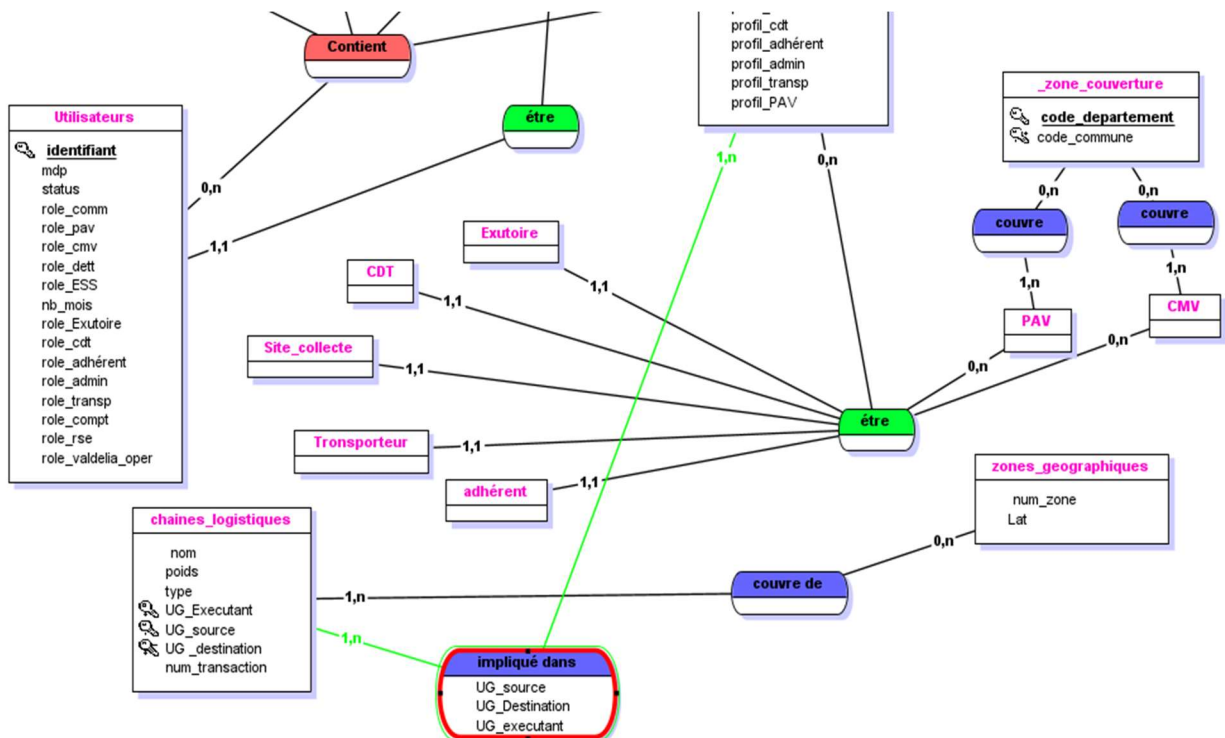 Contient
profil_cdt
profil_adhérent
profil_admin
profil_transp
profil_PAV
étre
_zone_couverture
code_departement
code_commune
Utilisateurs
identifiant
mdp
status
role_comm
role_pav
role_cmv
role_dett
role_ESS
nb_mois
role_Exutoire
role_cdt
role_adhérent
role_admin
role_transp
role_compt
role_rse
role_valdelia_oper
0,n
1,1
1,n
0,n
0,n
0,n
couvre
couvre
1,n
1,n
PAV
CMV
0,n
0,n
Exutoire
1,1
CDT
1,1
Site_collecte
1,1
Tronsporteur
1,1
adhérent
1,1
étre
zones_geographiques
num_zone
Lat
0,n
couvre de
1,n
chaines_logistiques
nom
poids
type
UG_Executant
UG_source
UG _destination
num_transaction
1,n
impliqué dans
UG_source
UG_Destination
UG_executant